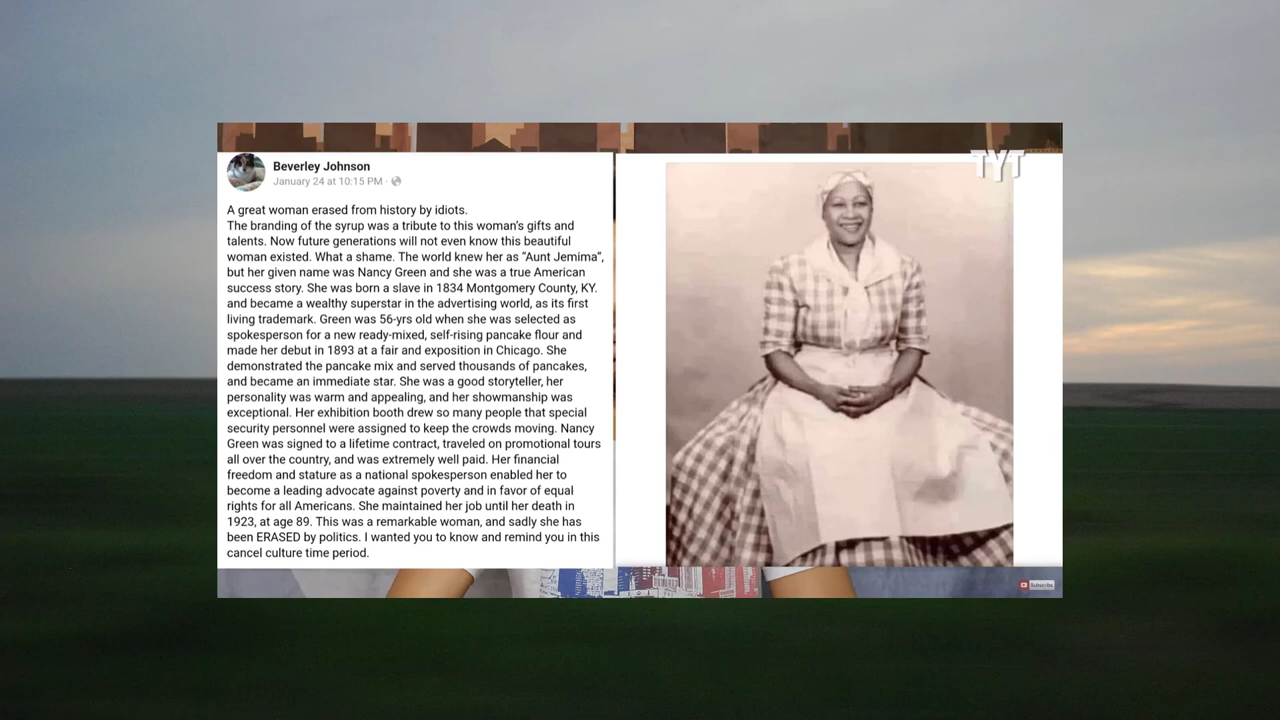 Beverley Johnson
January 24 at 10:15 PM ·
A great woman erased from history by idiots.
The branding of the syrup was a tribute to this woman's gifts and
talents. Now future generations will not even know this beautiful
woman existed. What a shame. The world knew her as “Aunt Jemima”,
but her given name was Nancy Green and she was a true American
success story. She was born a slave in 1834 Montgomery County, KY.
and became a wealthy superstar in the advertising world, as its first
living trademark. Green was 56-yrs old when she was selected as
spokesperson for a new ready-mixed, self-rising pancake flour and
made her debut in 1893 at a fair and exposition in Chicago. She
demonstrated the pancake mix and served thousands of pancakes,
and became an immediate star. She was a good storyteller, her
personality was warm and appealing, and her showmanship was
exceptional. Her exhibition booth drew so many people that special
security personnel were assigned to keep the crowds moving. Nancy
Green was signed to a lifetime contract, traveled on promotional tours
all over the country, and was extremely well paid. Her financial
freedom and stature as a national spokesperson enabled her to
become a leading advocate against poverty and in favor of equal
rights for all Americans. She maintained her job until her death in
1923, at age 89. This was a remarkable woman, and sadly she has
been ERASED by politics. I wanted you to know and remind you in this
cancel culture time period.
TYT
Subscribe